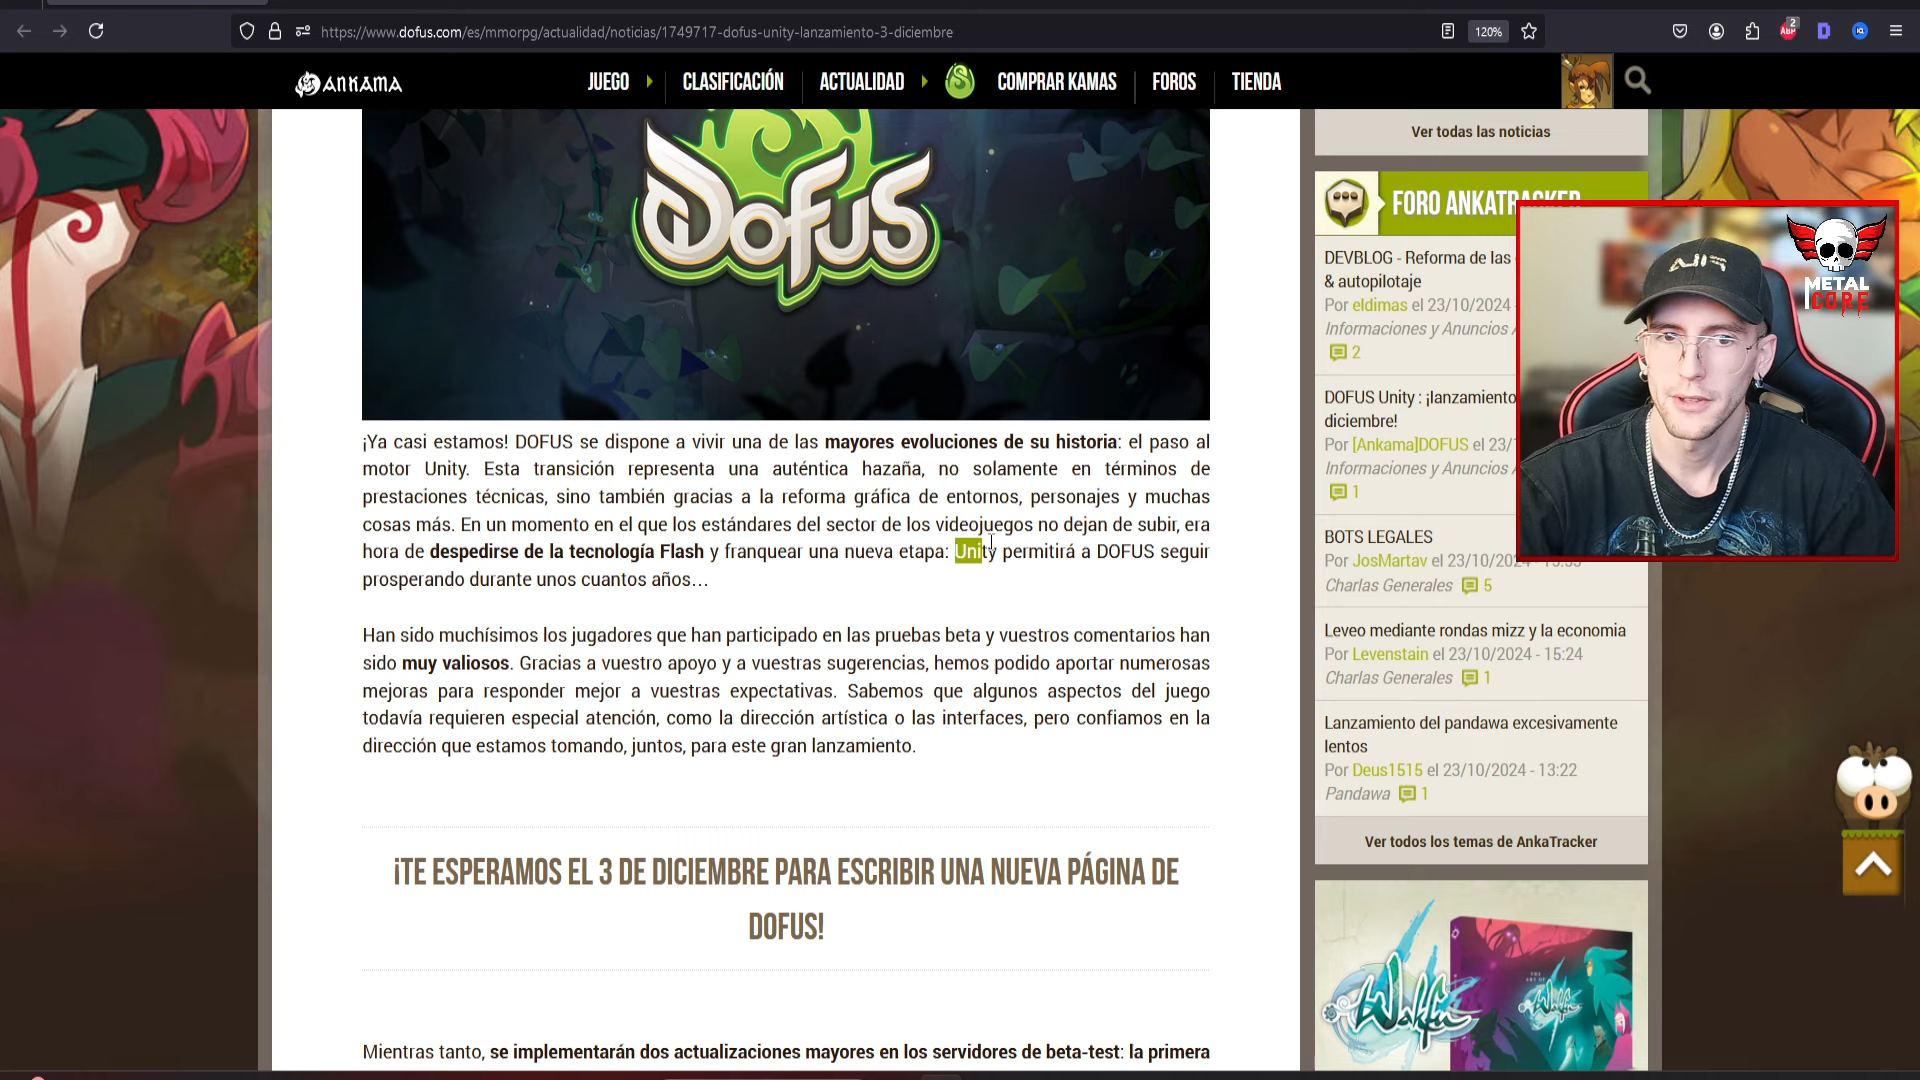 https://www.dofus.com/es/mmorpg/actualidad/noticias/1749717-dofus-unity-lanzamiento-3-diciembre
120%
2
ABP
D
ANKAMA
JUEGO
CLASIFICACIÓN
ACTUALIDAD
COMPRAR KAMAS
FOROS
TIENDA
DOFUS
¡Ya casi estamos! DOFUS se dispone a vivir una de las mayores evoluciones de su historia: el paso al
motor Unity. Esta transición representa una auténtica hazaña, no solamente en términos de
prestaciones técnicas, sino también gracias a la reforma gráfica de entornos, personajes y muchas
cosas más. En un momento en el que los estándares del sector de los videojuegos no dejan de subir, era
hora de despedirse de la tecnología Flash y franquear una nueva etapa: Unity permitirá a DOFUS seguir
prosperando durante unos cuantos años…
Han sido muchísimos los jugadores que han participado en las pruebas beta y vuestros comentarios han
sido muy valiosos. Gracias a vuestro apoyo y a vuestras sugerencias, hemos podido aportar numerosas
mejoras para responder mejor a vuestras expectativas. Sabemos que algunos aspectos del juego
todavía requieren especial atención, como la dirección artística o las interfaces, pero confiamos en la
dirección que estamos tomando, juntos, para este gran lanzamiento.
¡TE ESPERAMOS EL 3 DE DICIEMBRE PARA ESCRIBIR UNA NUEVA PÁGINA DE
DOFUS!
Mientras tanto, se implementarán dos actualizaciones mayores en los servidores de beta-test: la primera
Ver todas las noticias
FORO ANKATRACKER
DEVBLOG - Reforma de las
& autopilotaje
Por eldimas el 23/10/2024
Informaciones y Anuncios
2
DOFUS Unity : ¡lanzamiento
diciembre!
Por [Ankama]DOFUS el 23/
Informaciones y Anuncios
1
BOTS LEGALES
Por JosMartav el 23/10/2024
Charlas Generales 5
Leveo mediante rondas mizz y la economia
Por Levenstain el 23/10/2024 - 15:24
Charlas Generales 1
Lanzamiento del pandawa excesivamente
lentos
Por Deus1515 el 23/10/2024 - 13:22
Pandawa 1
Ver todos los temas de AnkaTracker
METAL
CORE
Wakfu
THE
ART OF
Wakfu